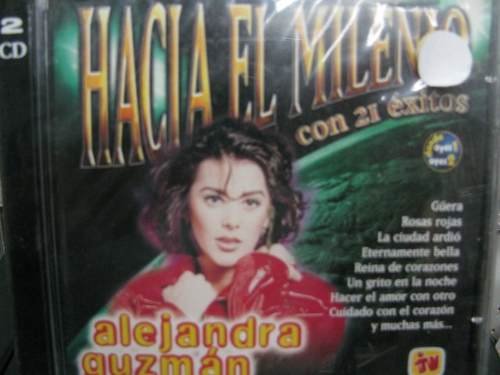 2
CD
HACIA EL MILENIO
con 21 éxitos
Güera
Rosas rojas
La ciudad ardió
Eternamente bella
Reina de corazones
Un grito en la noche
Hacer el amor con otro
Cuidado con el corazón
y muchas más...
alejandra
guzmán